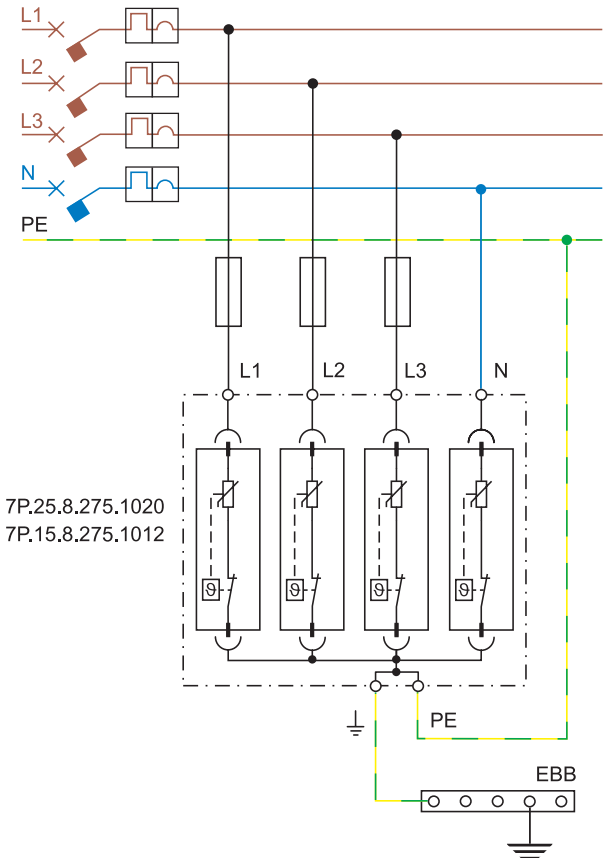 L1
L2
L3
N
PE
L1 L2 L3 N
7P.25.8.275.1020
7P.15.8.275.1012
ϑ ϑ ϑ ϑ
PE
EBB